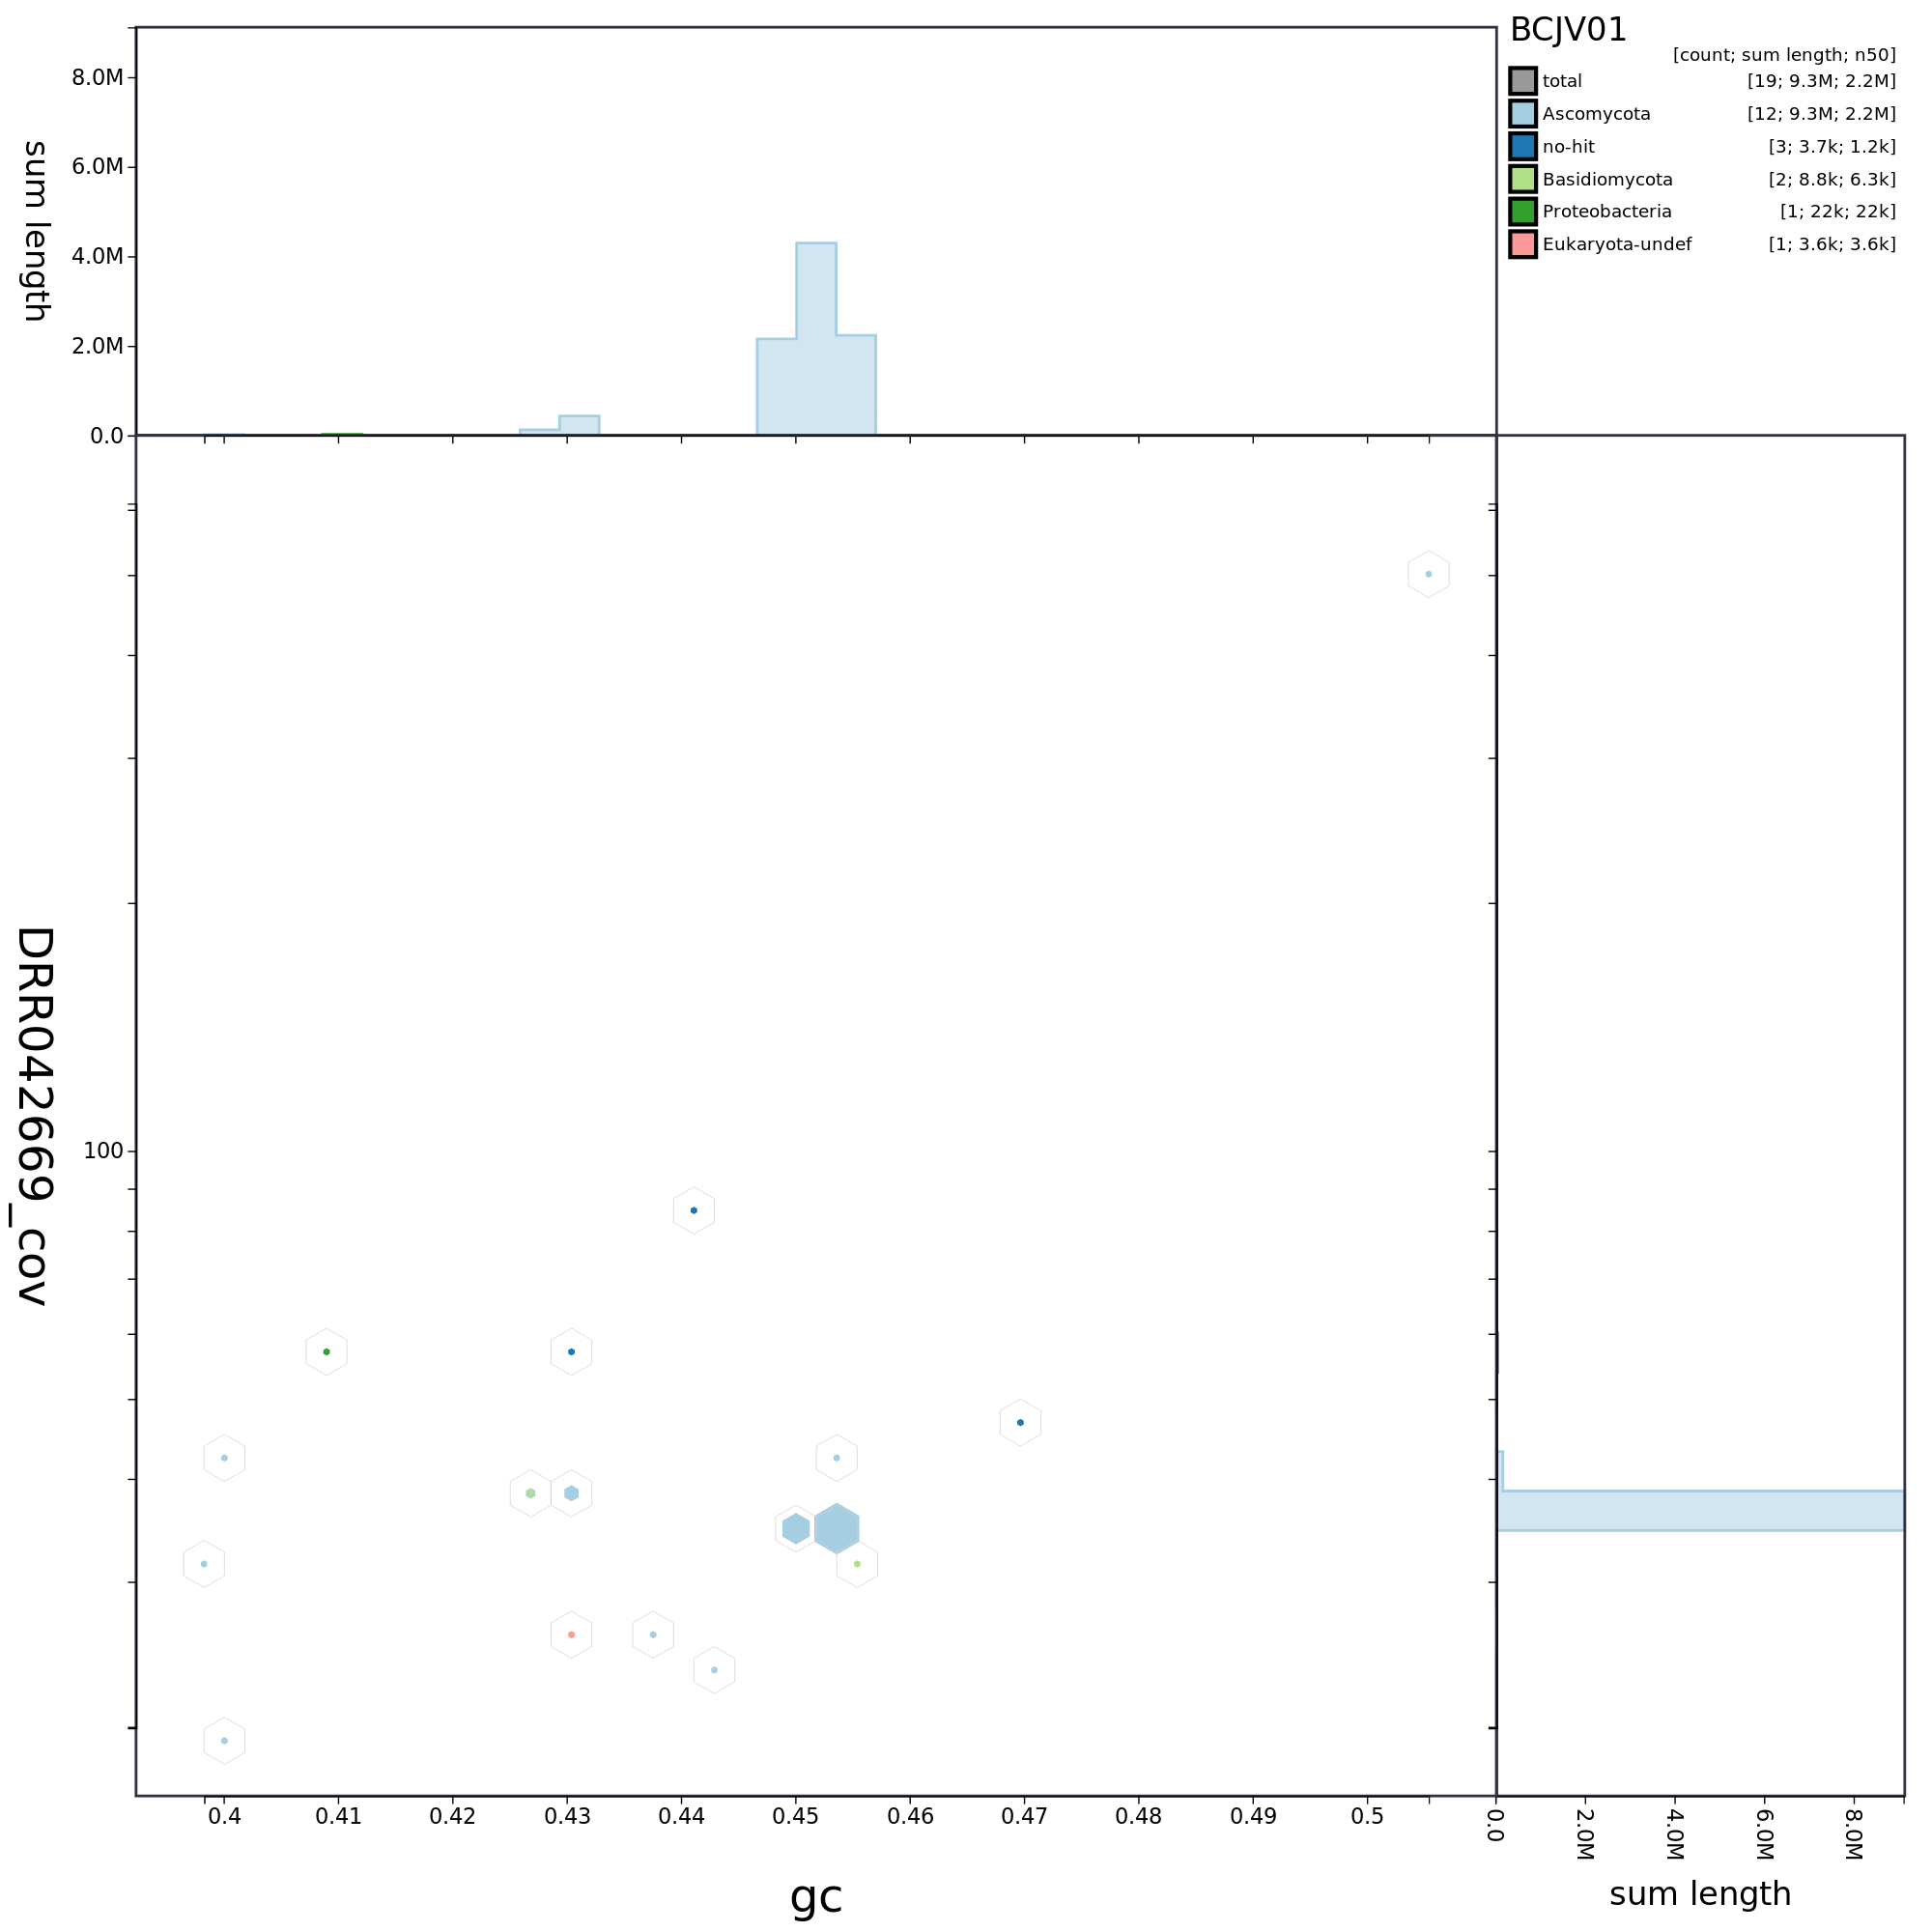 BCJV01
[count; sum length; n50]
total [19; 9.3M; 2.2M]
Ascomycota [12; 9.3M; 2.2M]
no-hit [3; 3.7k; 1.2k]
Basidiomycota [2; 8.8k; 6.3k]
Proteobacteria [1; 22k; 22k]
Eukaryota-undef [1; 3.6k; 3.6k]
sum length
8.0M
6.0M
4.0M
2.0M
0.0
DRR042669_cov
100
0.4 0.41 0.42 0.43 0.44 0.45 0.46 0.47 0.48 0.49 0.5
gc
0.0 2.0M 4.0M 6.0M 8.0M
sum length